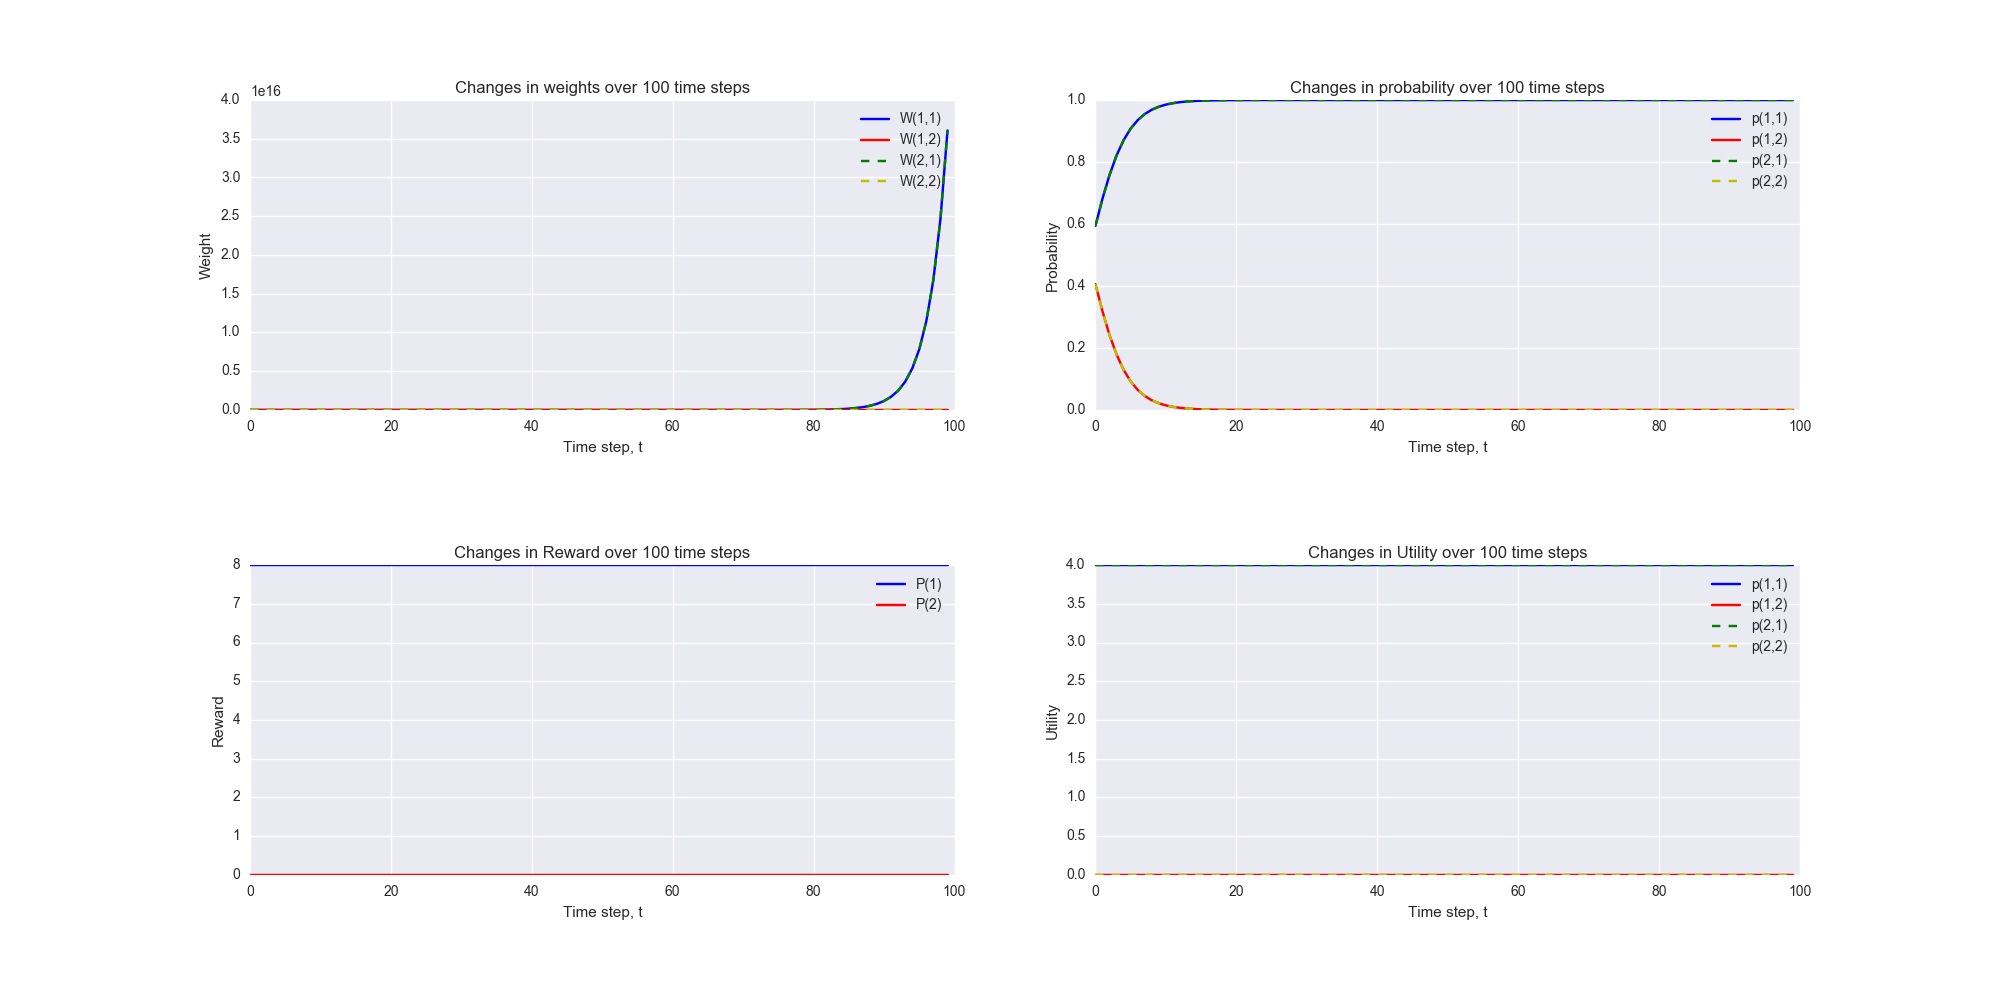 Changes in weights over 100 time steps
1e16
4.0
3.5
3.0
2.5
2.0
1.5
1.0
0.5
0.0
Weight
W(1,1)
W(1,2)
W(2,1)
W(2,2)
0 20 40 60 80 100
Time step, t
Changes in probability over 100 time steps
1.0
0.8
0.6
0.4
0.2
0.0
Probability
p(1,1)
p(1,2)
p(2,1)
p(2,2)
0 20 40 60 80 100
Time step, t
Changes in Reward over 100 time steps
8
7
6
5
4
3
2
1
0
Reward
P(1)
P(2)
0 20 40 60 80 100
Time step, t
Changes in Utility over 100 time steps
4.0
3.5
3.0
2.5
2.0
1.5
1.0
0.5
0.0
Utility
p(1,1)
p(1,2)
p(2,1)
p(2,2)
0 20 40 60 80 100
Time step, t